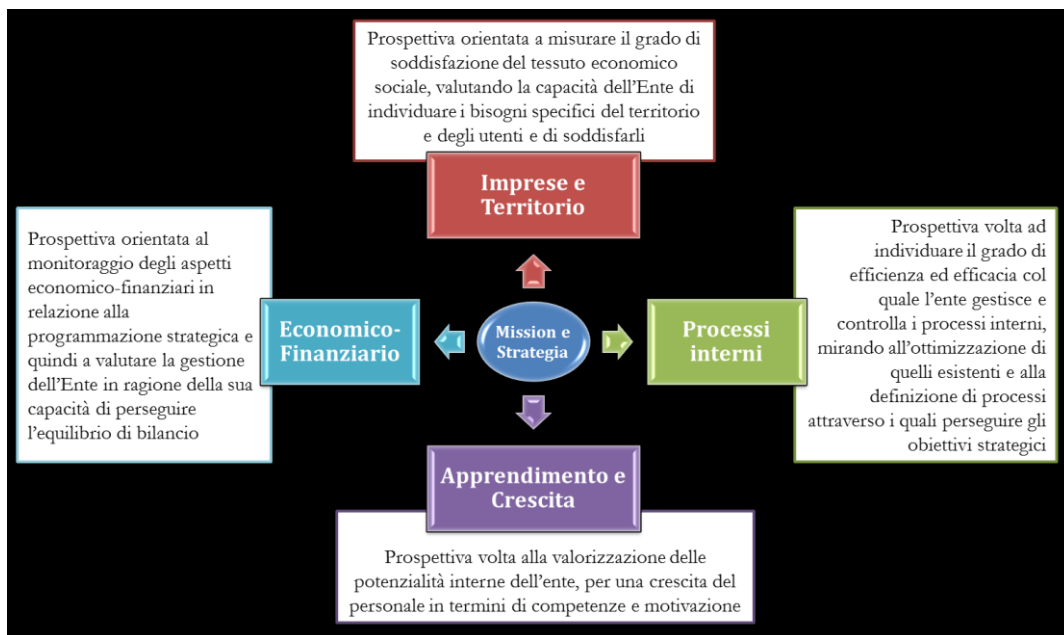 Prospettiva orientata a misurare il grado di
soddisfazione del tessuto economico
sociale, valutando la capacità dell'Ente di
individuare i bisogni specifici del territorio
e degli utenti e di soddisfarli
Imprese e
Territorio
Prospettiva orientata al
monitoraggio degli aspetti
economico-finanziari in
relazione alla
programmazione strategica e
quindi a valutare la gestione
dell'Ente in ragione della sua
capacità di perseguire
l'equilibrio di bilancio
Economico-
Finanziario
Mission e
Strategia
Processi
interni
Prospettiva volta ad
individuare il grado di
efficienza ed efficacia col
quale l'ente gestisce e
controlla i processi interni,
mirando all'ottimizzazione di
quelli esistenti e alla
definizione di processi
attraverso i quali perseguire gli
obiettivi strategici
Apprendimento e
Crescita
Prospettiva volta alla valorizzazione delle
potenzialità interne dell'ente, per una crescita del
personale in termini di competenze e motivazione